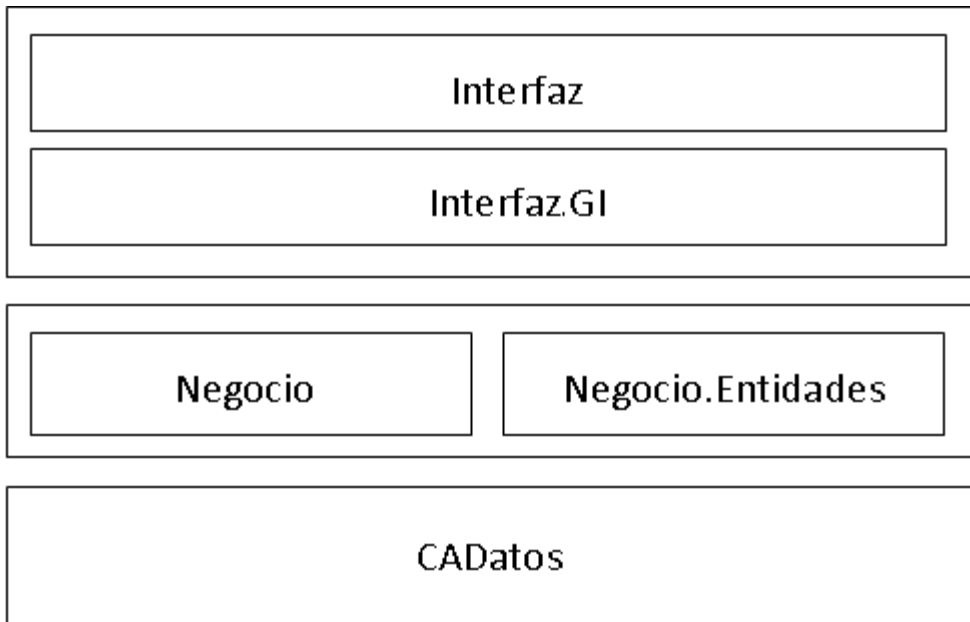 Interfaz
Interfaz.GI
Negocio
Negocio.Entidades
CADatos